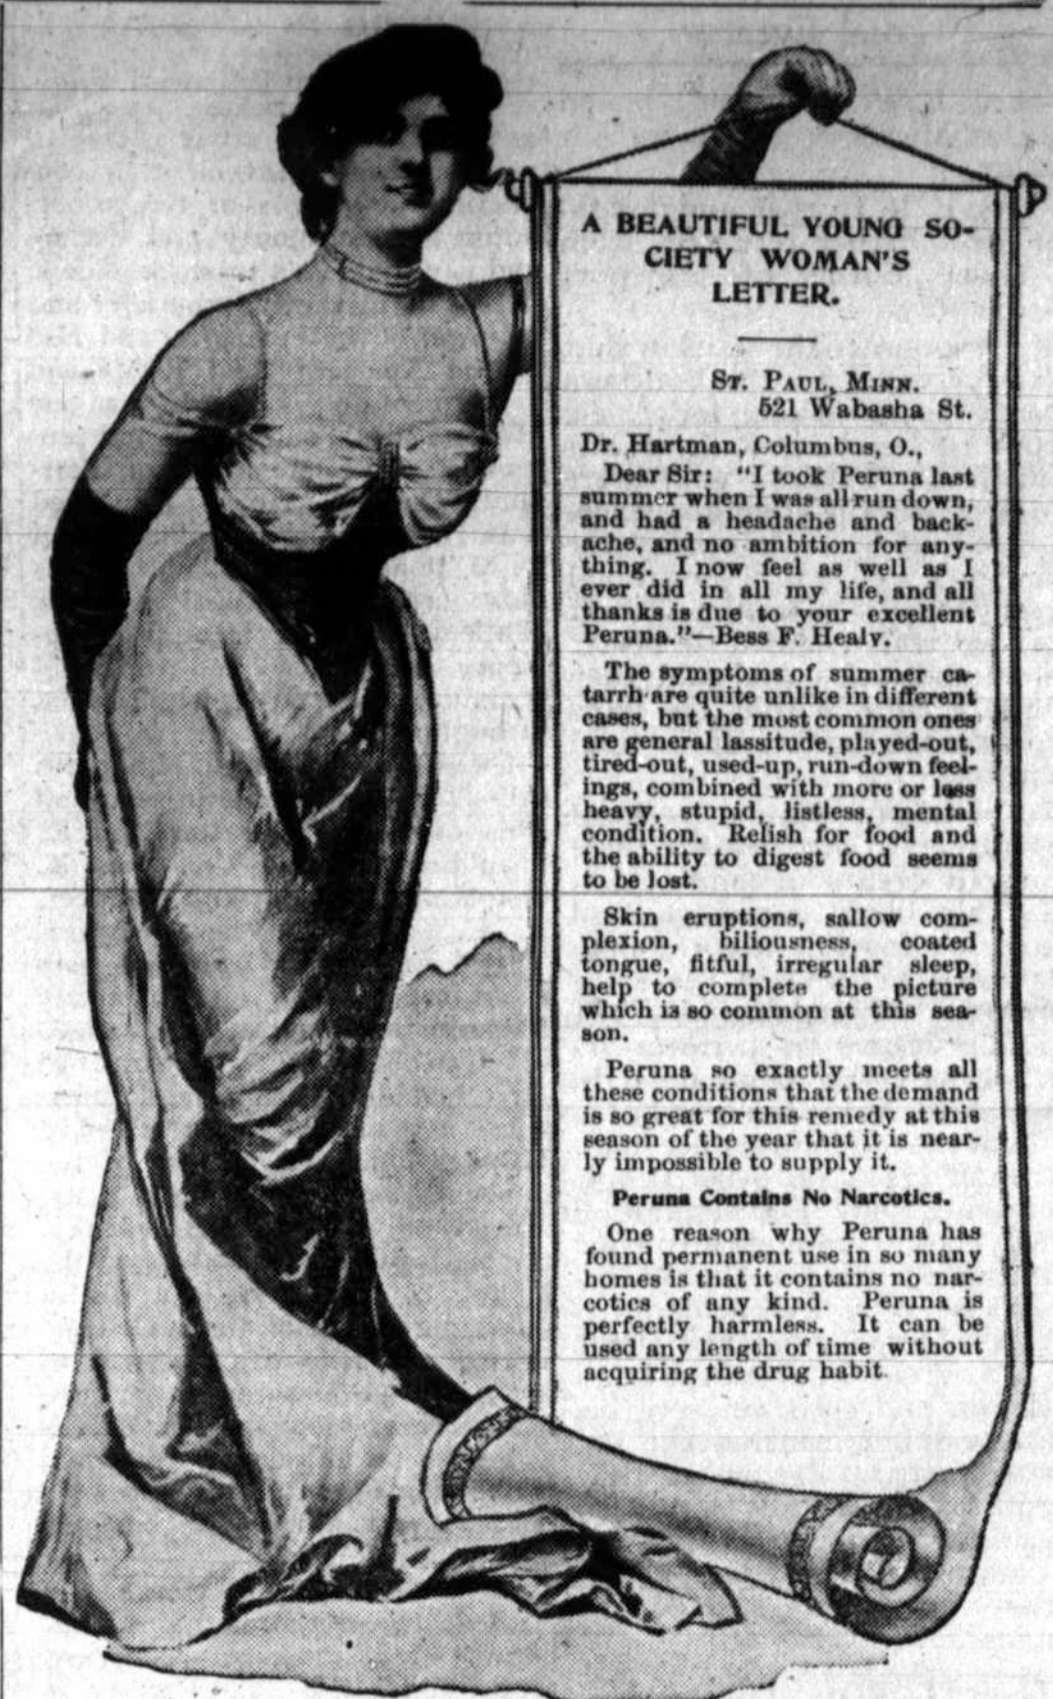 A BEAUTIFUL YOUNG SO-
CIETY WOMAN'S
LETTER.
ST. PAUL, MINN.
521 Wabasha St.
Dr. Hartman, Columbus, O.,
Dear Sir: "I took Peruna last
summer when I was all run down,
and had a headache and back-
ache, and no ambition for any-
thing. I now feel as well as I
ever did in all my life, and all
thanks is due to your excellent
Peruna."—Bess F. Healy.
The symptoms of summer ca-
tarrh are quite unlike in different
cases, but the most common ones
are general lassitude, played-out,
tired-out, used-up, run-down feel-
ings, combined with more or less
heavy, stupid, listless, mental
condition. Relish for food and
the ability to digest food seems
to be lost.
Skin eruptions, sallow com-
plexion, biliousness, coated
tongue, fitful, irregular sleep,
help to complete the picture
which is so common at this sea-
son.
Peruna so exactly meets all
these conditions that the demand
is so great for this remedy at this
season of the year that it is near-
ly impossible to supply it.
Peruna Contains No Narcotics.
One reason why Peruna has
found permanent use in so many
homes is that it contains no nar-
cotics of any kind. Peruna is
perfectly harmless. It can be
used any length of time without
acquiring the drug habit.